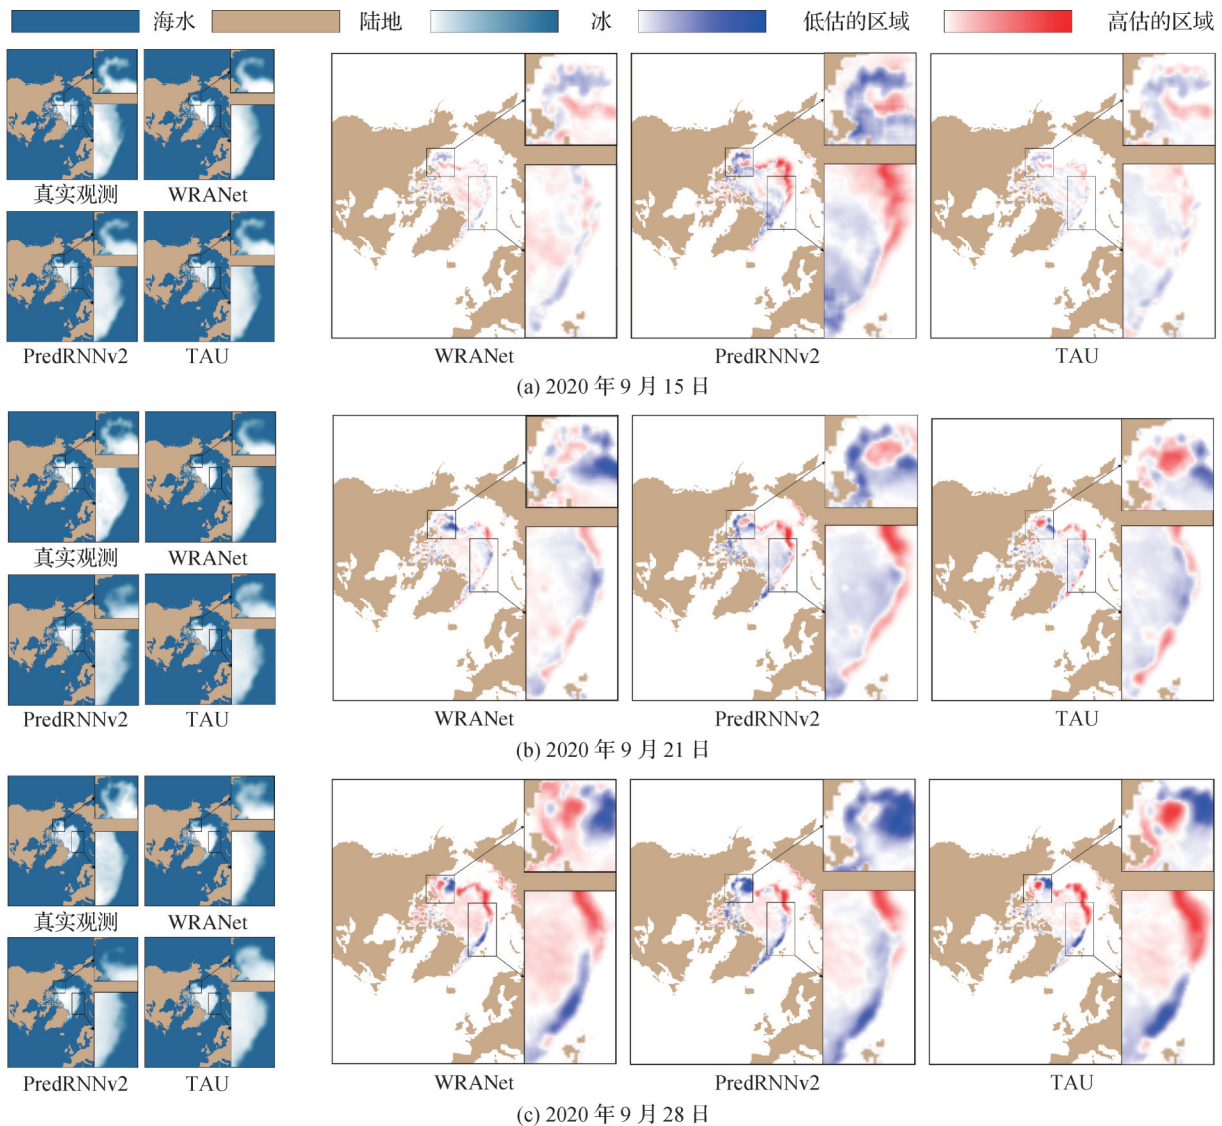 海水 陆地 冰 低估的区域 高估的区域
真实观测 WRANet
PredRNNv2 TAU
WRANet PredRNNv2 TAU
(a) 2020 年 9 月 15 日
真实观测 WRANet
PredRNNv2 TAU
WRANet PredRNNv2 TAU
(b) 2020 年 9 月 21 日
真实观测 WRANet
PredRNNv2 TAU
WRANet PredRNNv2 TAU
(c) 2020 年 9 月 28 日